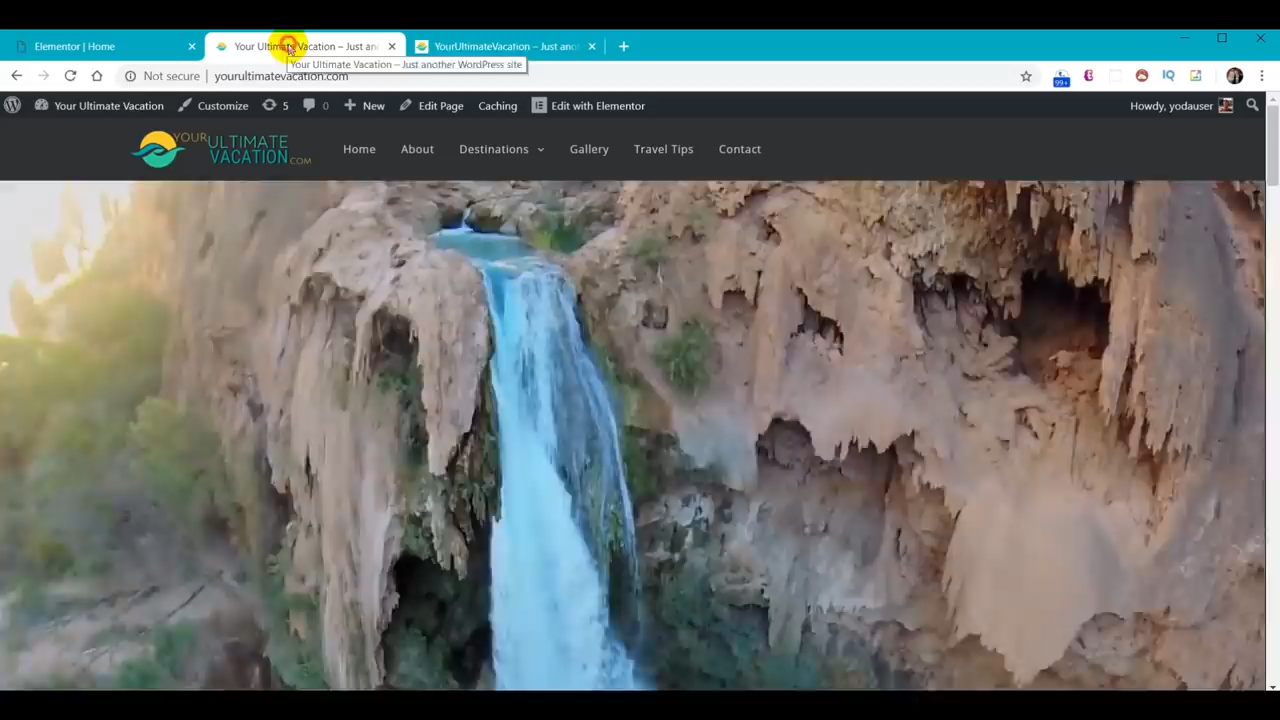 Elementor | Home
Your Ultimate Vacation – Just an
YourUltimateVacation – Just anot
Your Ultimate Vacation – Just another WordPress site
Not secure | yourultimatevacation.com
99+
IQ
Your Ultimate Vacation
Customize
5
0
New
Edit Page
Caching
Edit with Elementor
Howdy, yodauser
YOUR ULTIMATE
VACATION.COM
Home
About
Destinations
Gallery
Travel Tips
Contact